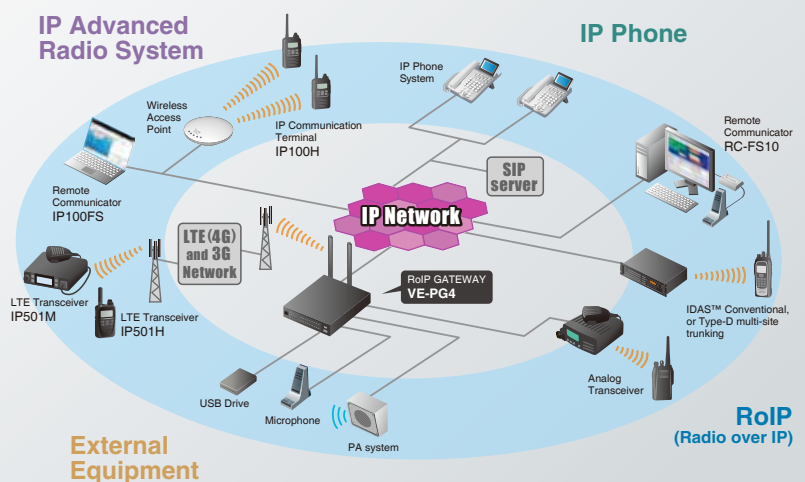 IP Advanced
Radio System
IP Phone
IP Phone
System
Wireless
Access
Point
IP Communication
Terminal
IP100H
Remote
Communicator
RC-FS10
SIP
server
Remote
Communicator
IP100FS
IP Network
LTE (4G)
and 3G
Network
RoIP GATEWAY
VE-PG4
LTE Transceiver
IP501M
LTE Transceiver
IP501H
IDAS™ Conventional,
or Type-D multi-site
trunking
Analog
Transceiver
USB Drive
Microphone
PA system
RoIP
(Radio over IP)
External
Equipment